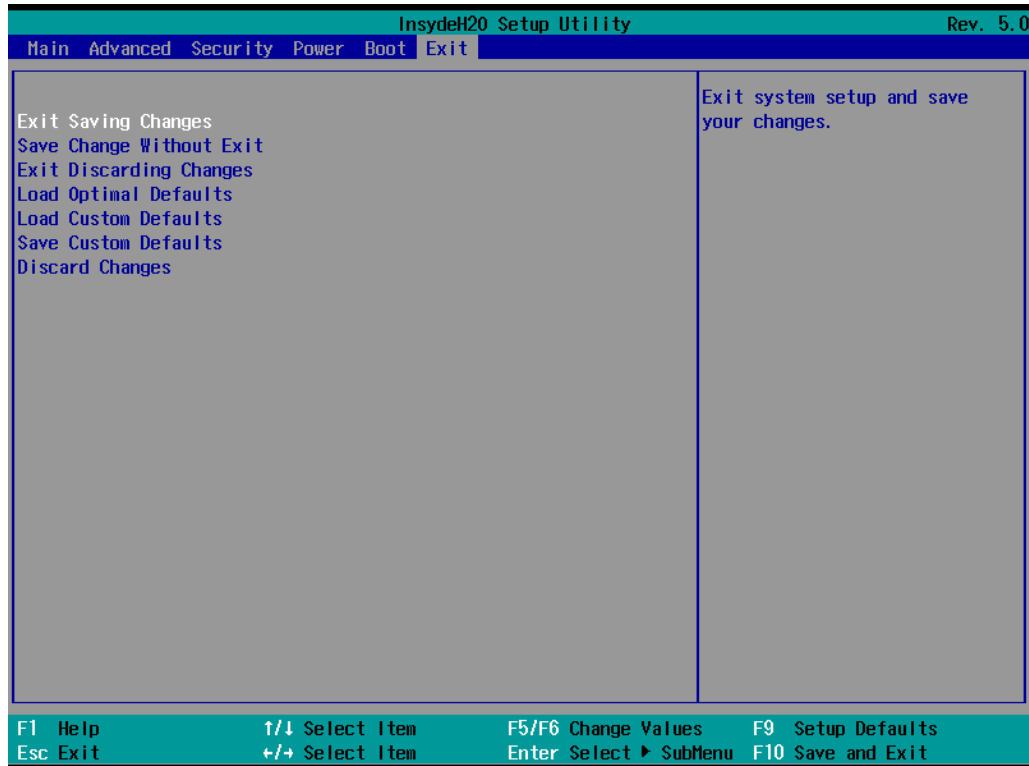 InsydeH20 Setup Utility Rev. 5.0
Main Advanced Security Power Boot Exit
Exit Saving Changes
Save Change Without Exit
Exit Discarding Changes
Load Optimal Defaults
Load Custom Defaults
Save Custom Defaults
Discard Changes
Exit system setup and save
your changes.
F1 Help ↑/↓ Select Item F5/F6 Change Values F9 Setup Defaults
Esc Exit ←/→ Select Item Enter Select ▶ SubMenu F10 Save and Exit